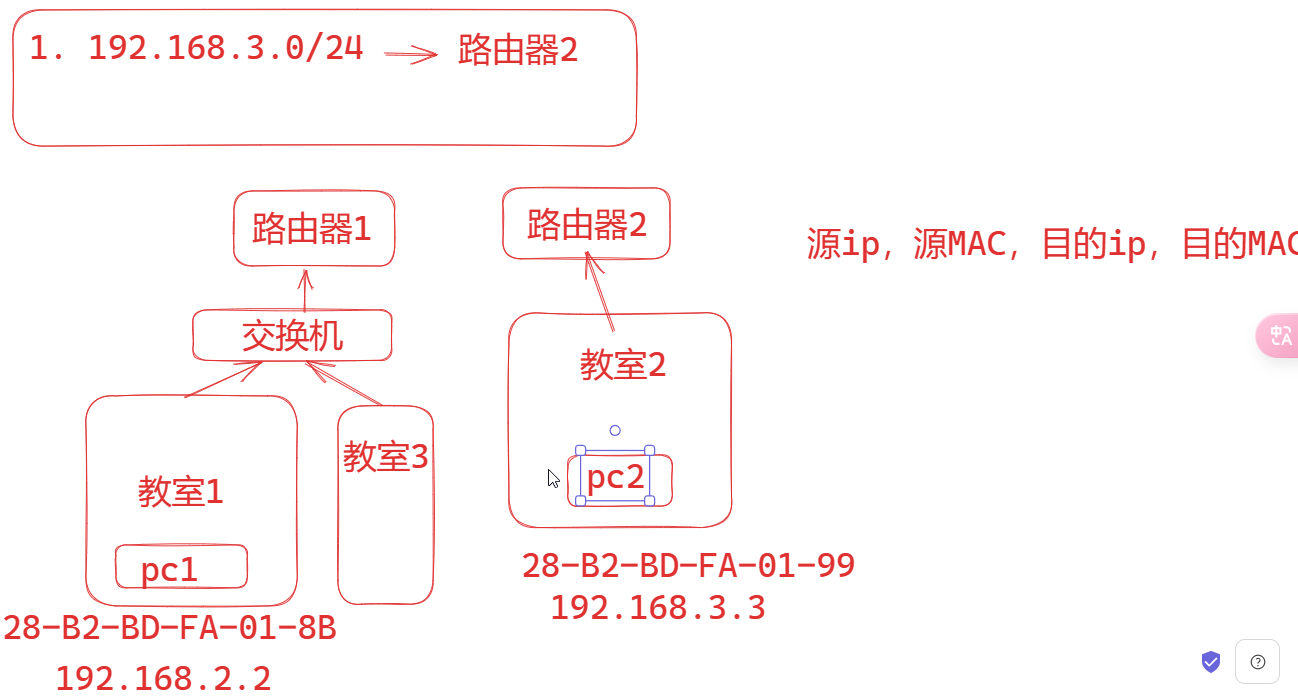 1. 192.168.3.0/24 路由器2
路由器1
路由器2
源ip, 源MAC, 目的ip, 目的MAC
交换机
教室2
教室3
教室1
pc2
pc1
28-B2-BD-FA-01-99
192.168.3.3
28-B2-BD-FA-01-8B
192.168.2.2